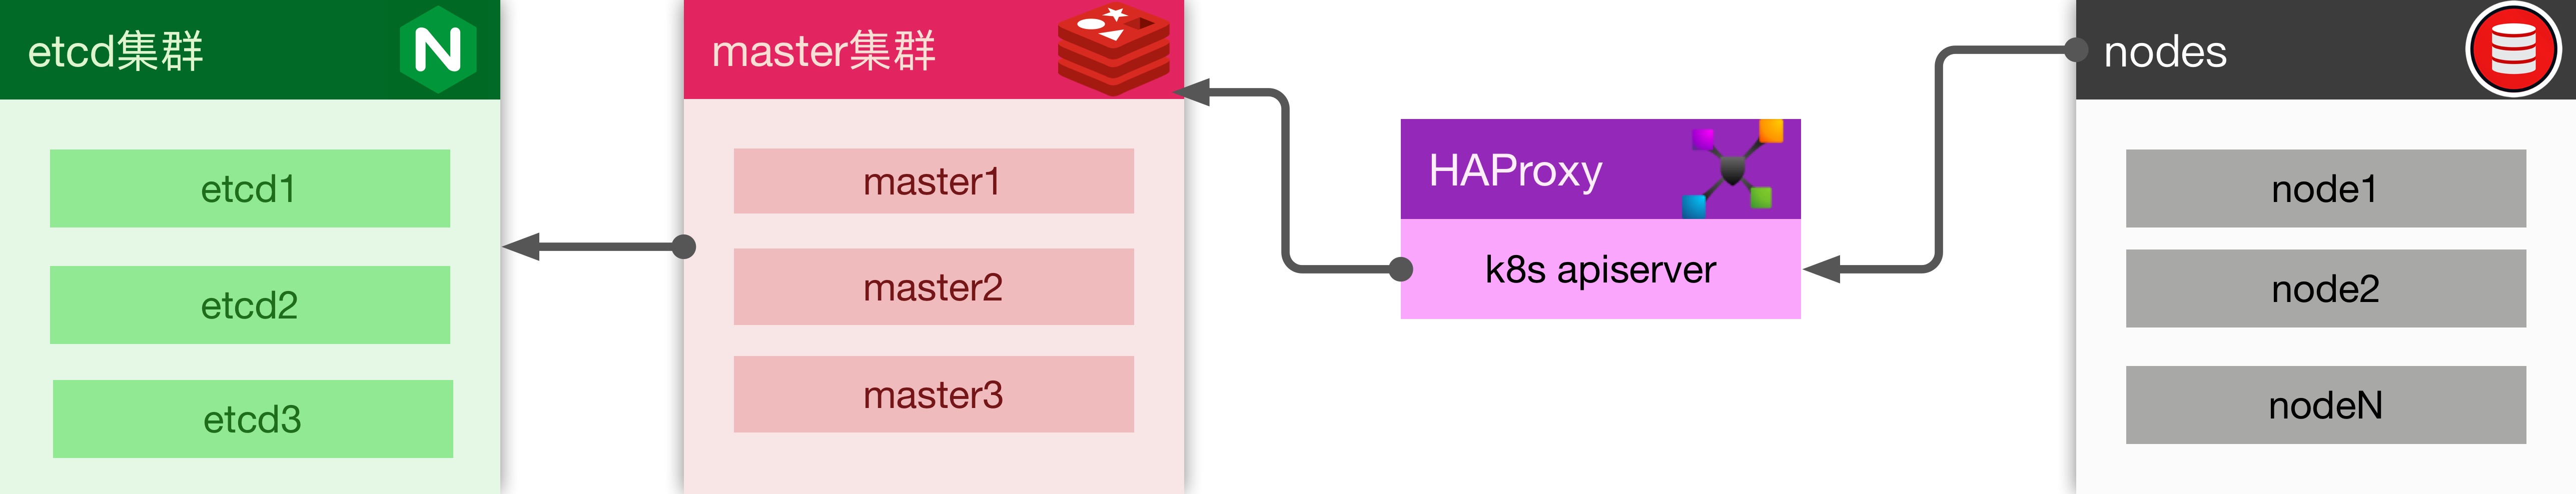 etcd集群
etcd1
etcd2
etcd3
master集群
master1
master2
master3
HAProxy
k8s apiserver
nodes
node1
node2
nodeN